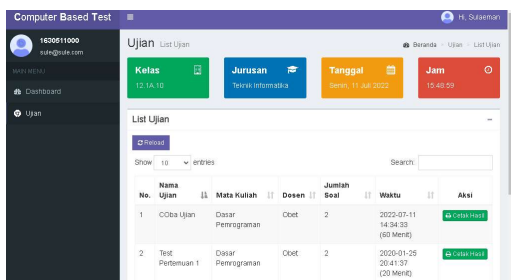 Computer Based Test
Hi, Sulaeman
1630511000
sule@sule.com
MAIN MENU
Dashboard
Ujian
Ujian List Ujian
Beranda > Ujian > List Ujian
Kelas
12.1A.10
Jurusan
Teknik Informatika
Tanggal
Senin, 11 Juli 2022
Jam
15:48:59
List Ujian
Reload
Show 10 entries
Search:
No. Nama Ujian Mata Kuliah Dosen Jumlah Soal Waktu Aksi
1 COba Ujian Dasar Pemrograman Obet 2 2022-07-11 14:34:33 (60 Menit) Cetak Hasil
2 Test Pertemuan 1 Dasar Pemrograman Obet 2 2020-01-25 20:41:37 (20 Menit) Cetak Hasil